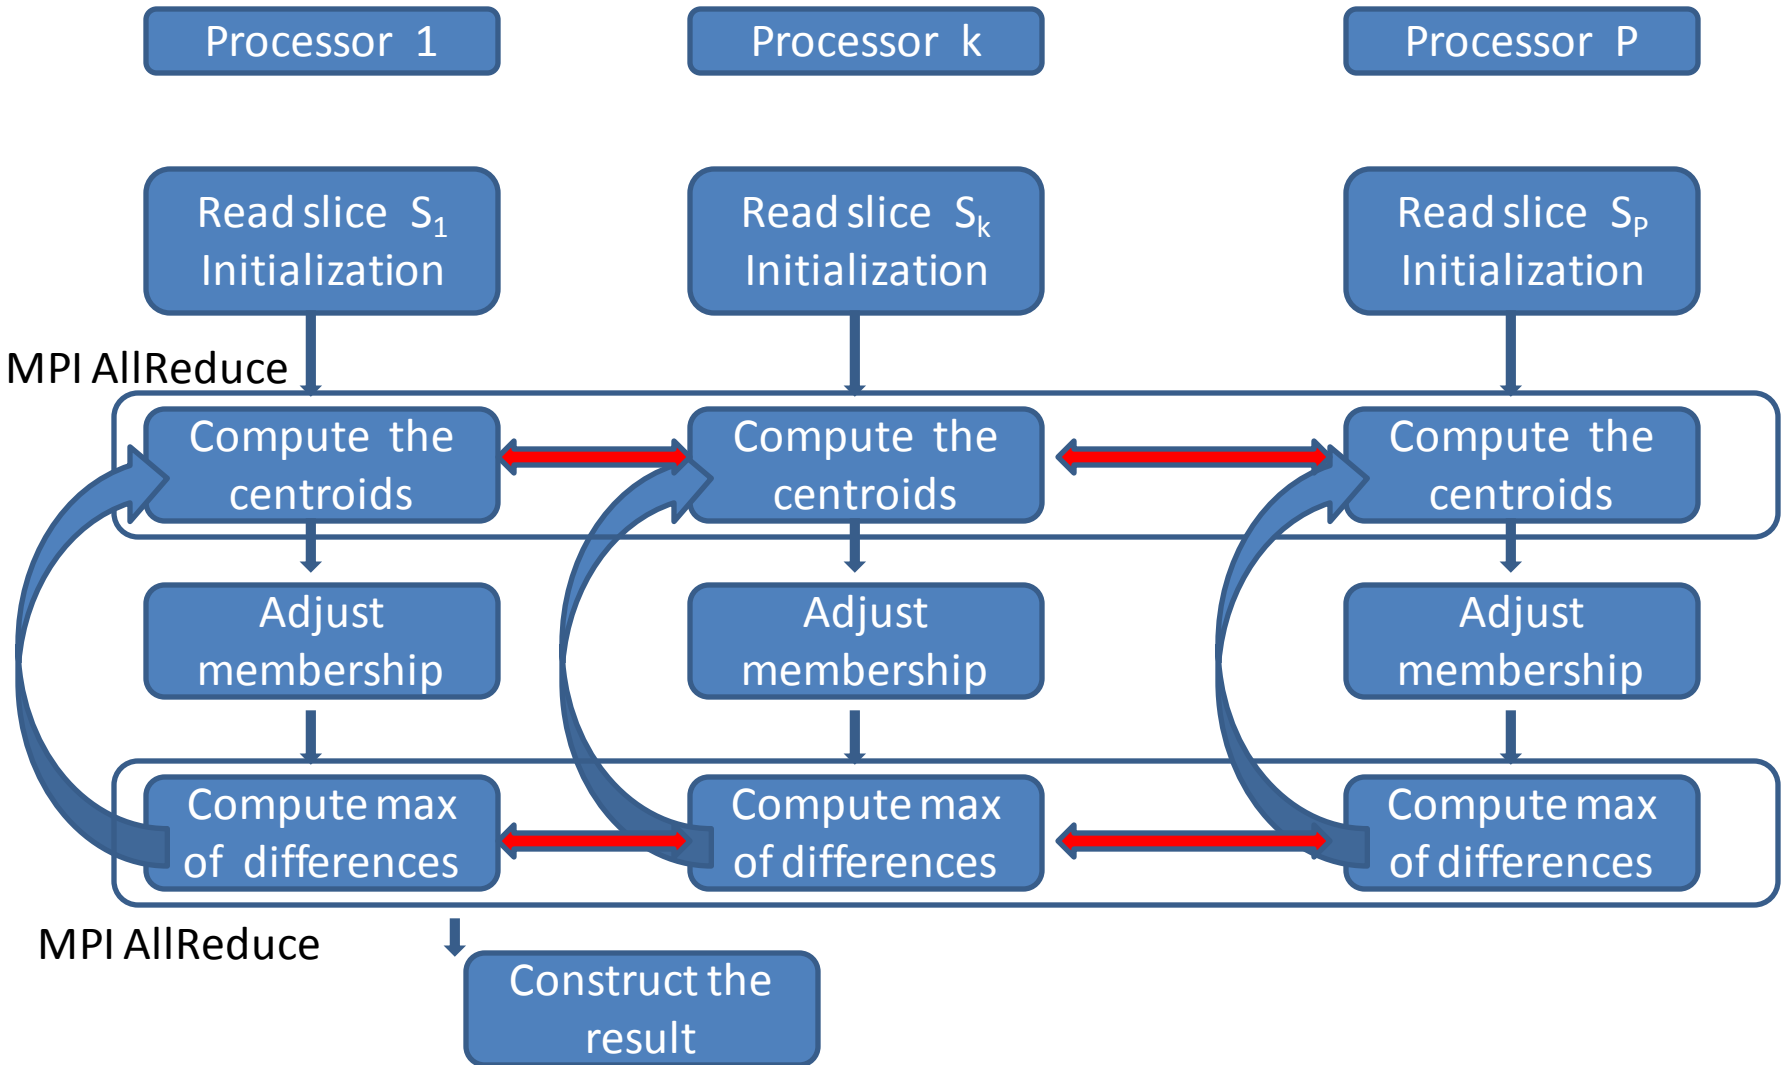 Processor 1
Processor k
Processor P
Read slice S₁
Initialization
Read slice Sₖ
Initialization
Read slice S_P
Initialization
MPI AllReduce
Compute the
centroids
Compute the
centroids
Compute the
centroids
Adjust
membership
Adjust
membership
Adjust
membership
Compute max
of differences
Compute max
of differences
Compute max
of differences
MPI AllReduce
Construct the
result